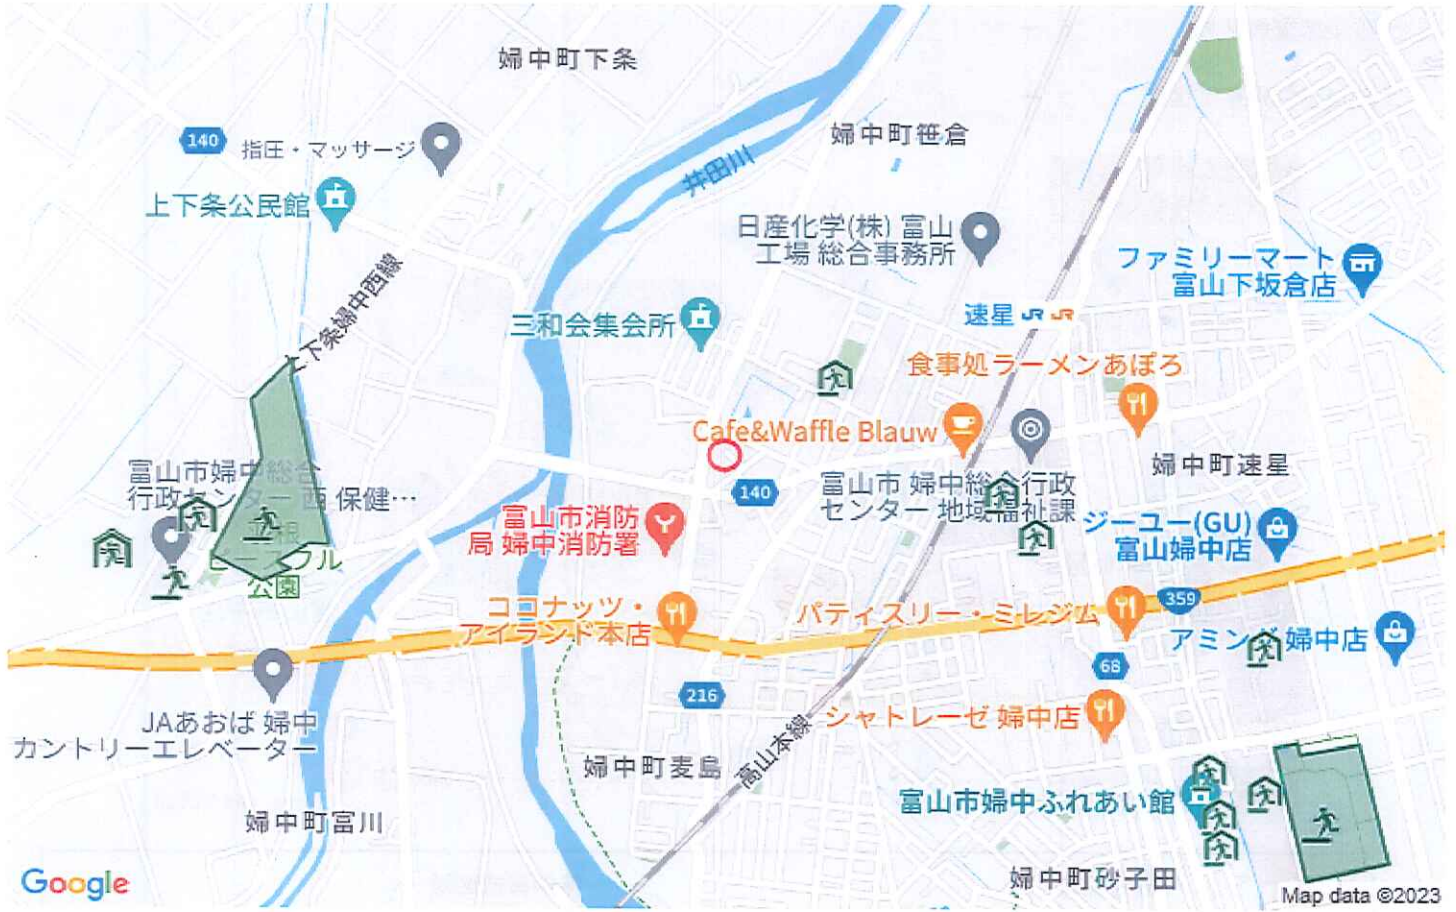 婦中町下条
140
指圧・マッサージ
上下条公民館
井田川
婦中町笹倉
日産化学(株) 富山
工場 総合事務所
ファミリーマート
富山下坂倉店
上下条婦中西線
三和会集会所
速星
JR JR
食事処ラーメンあぽろ
Cafe&Waffle Blauw
富山市婦中総合
行政センター 西 保健…
140
富山市 婦中総合行政
センター 地域福祉課
婦中町速星
富山市消防
局 婦中消防署
ジーユー(GU)
富山婦中店
ピースフル
公園
ココナッツ・
アイランド本店
パティスリー・ミレジム
359
アミング 婦中店
68
216
JAあおば 婦中
カントリーエレベーター
シャトレーゼ 婦中店
婦中町麦島
高山本線
富山市婦中ふれあい館
婦中町富川
婦中町砂子田
Google
Map data ©2023